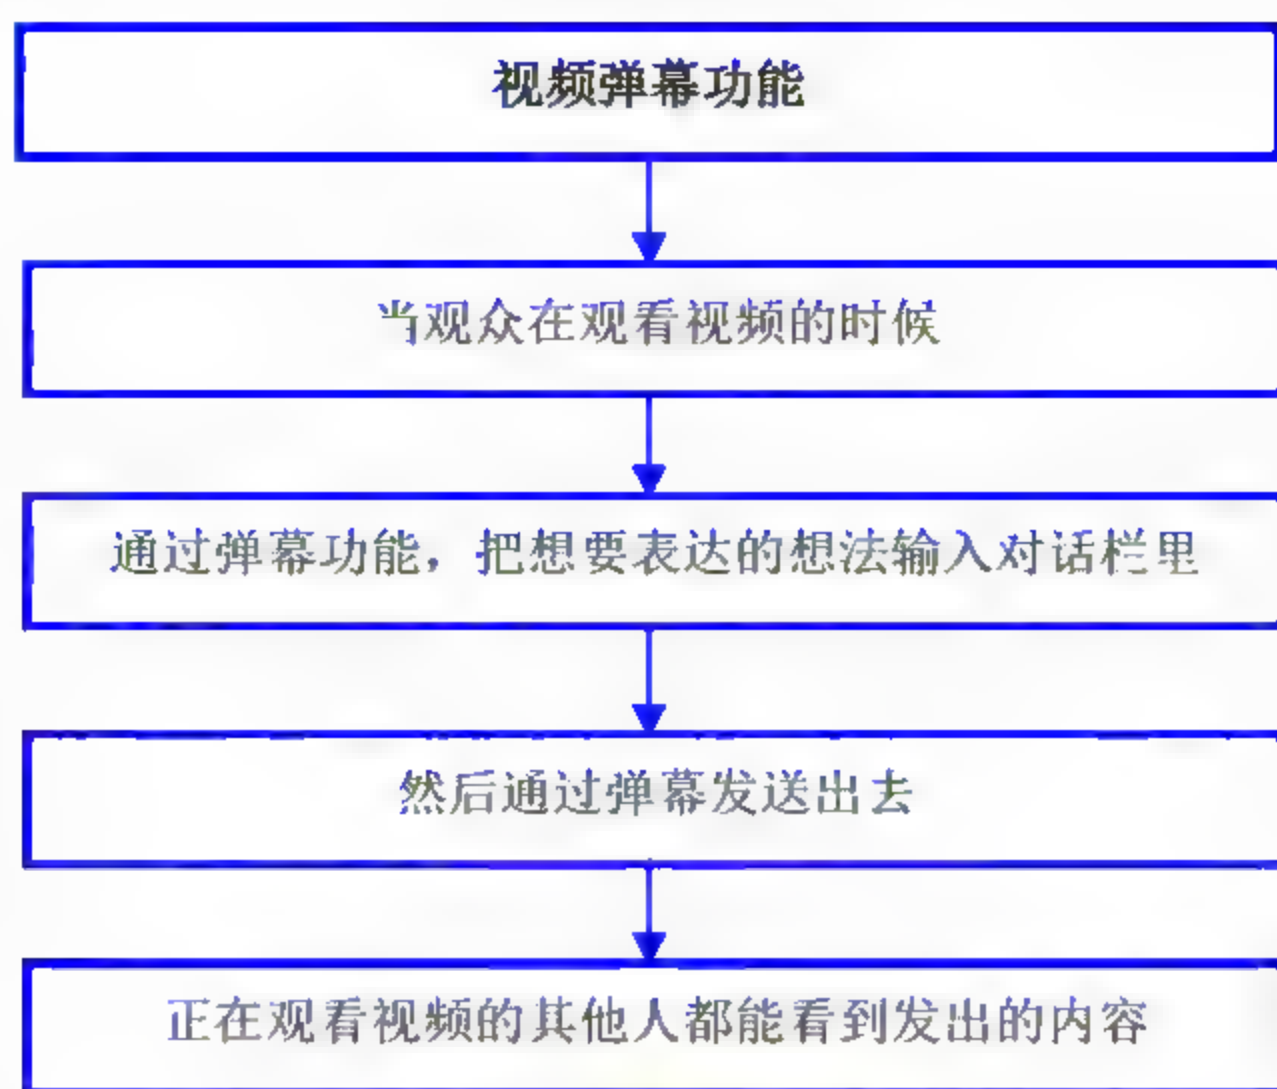 视频弹幕功能
当观众在观看视频的时候
通过弹幕功能，把想要表达的想法输入对话栏里
然后通过弹幕发送出去
正在观看视频的其他人都能看到发出的内容